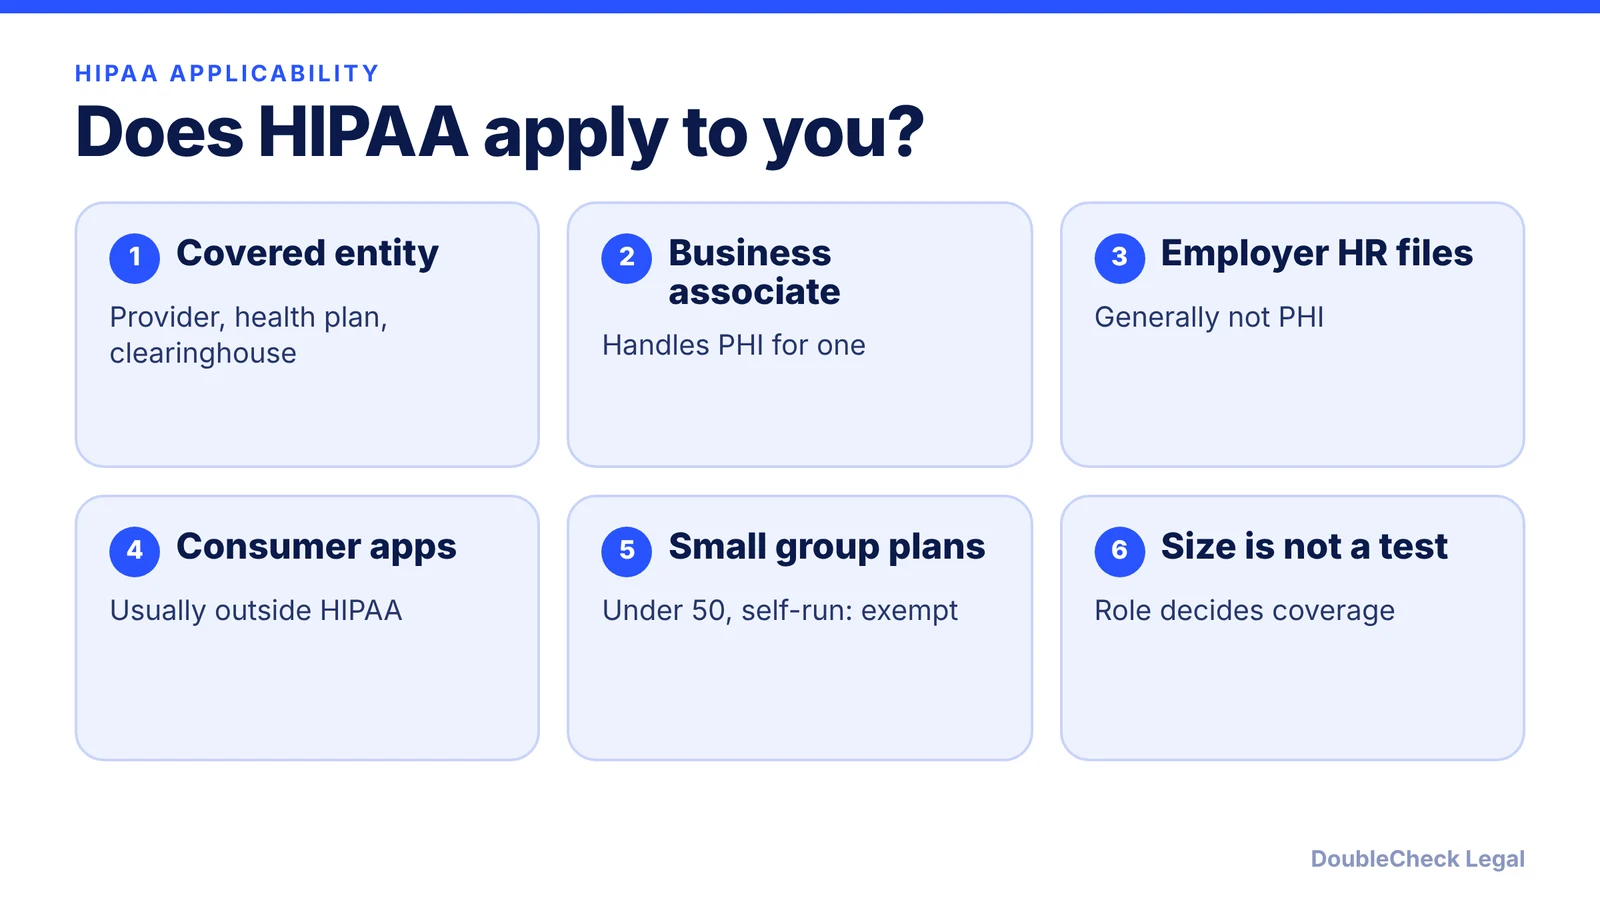 HIPAA APPLICABILITY
Does HIPAA apply to you?
1 Covered entity
Provider, health plan,
clearinghouse
2 Business
associate
Handles PHI for one
3 Employer HR files
Generally not PHI
4 Consumer apps
Usually outside HIPAA
5 Small group plans
Under 50, self-run: exempt
6 Size is not a test
Role decides coverage
DoubleCheck Legal